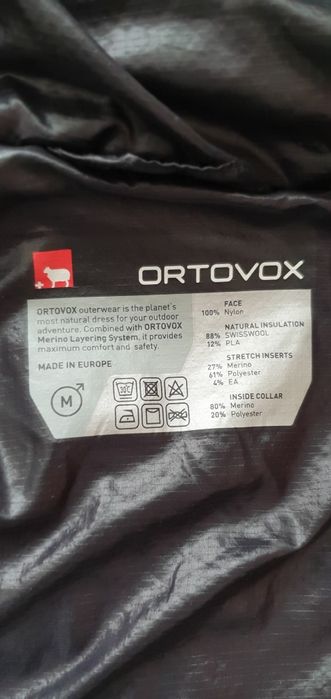 ORTOVOX
ORTOVOX outerwear is the planet's
most natural dress for your outdoor
adventure. Combined with ORTOVOX
Merino Layering System, it provides
maximum comfort and safety.
MADE IN EUROPE
M
FACE
100% Nylon
NATURAL INSULATION
88% SWISSWOOL
12% PLA
STRETCH INSERTS
27% Merino
61% Polyester
4% EA
INSIDE COLLAR
80% Merino
20% Polyester